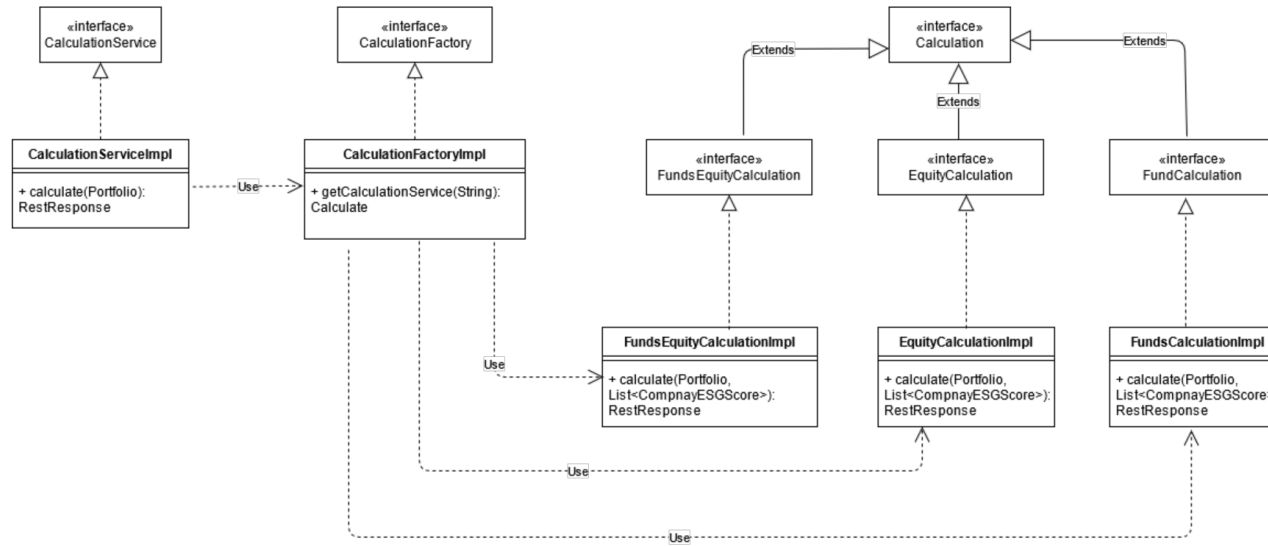 «interface»
CalculationService
«interface»
CalculationFactory
«interface»
Calculation
Extends
Extends
Extends
CalculationServiceImpl
+ calculate(Portfolio):
RestResponse
Use
CalculationFactoryImpl
+ getCalculationService(String):
Calculate
«interface»
FundsEquityCalculation
«interface»
EquityCalculation
«interface»
FundCalculation
Use
FundsEquityCalculationImpl
+ calculate(Portfolio,
List<CompnayESGScore>):
RestResponse
EquityCalculationImpl
+ calculate(Portfolio,
List<CompnayESGScore>):
RestResponse
FundsCalculationImpl
+ calculate(Portfolio,
List<CompnayESGScore>
RestResponse
Use
Use